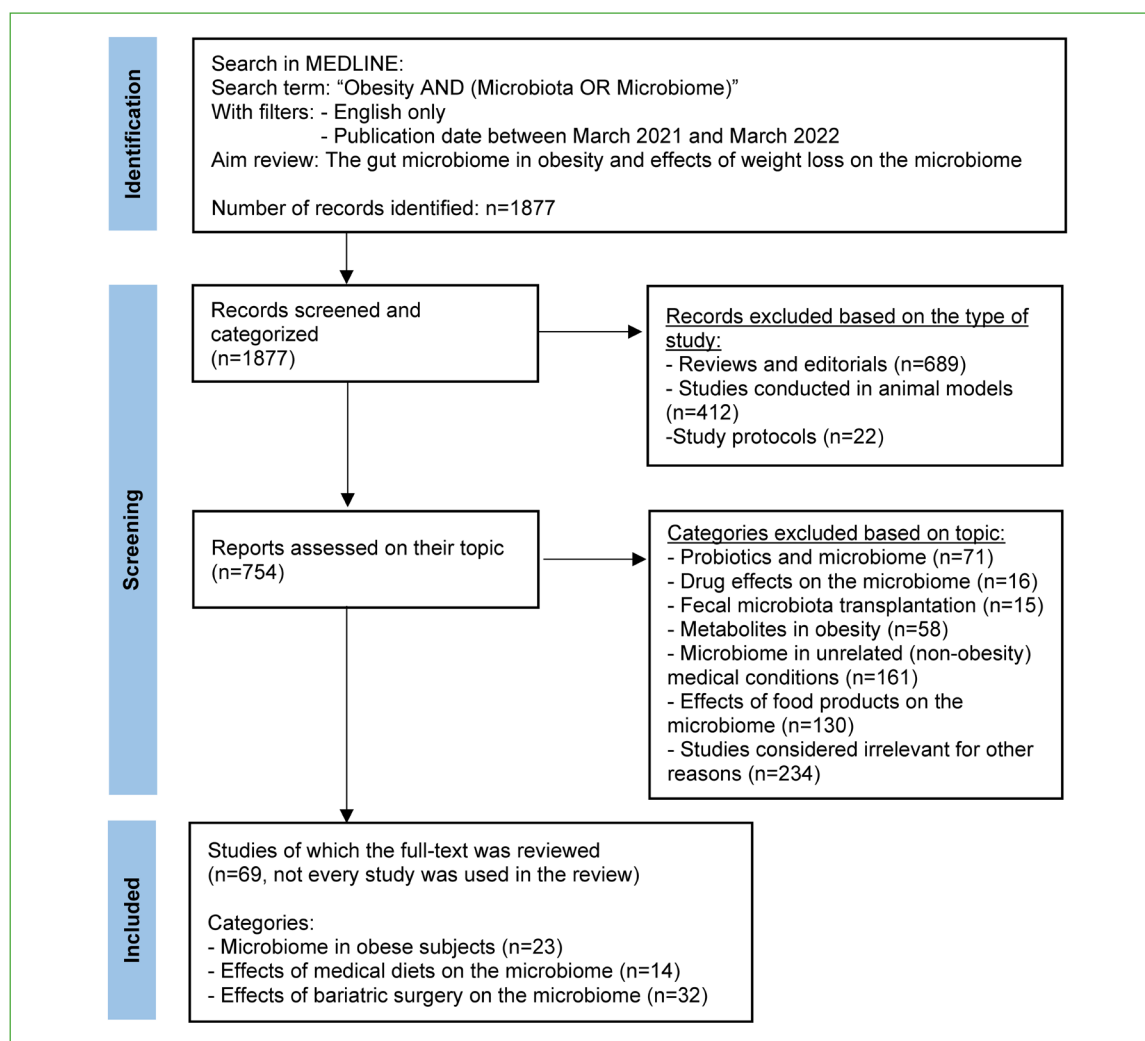 Identification
Search in MEDLINE:
Search term: “Obesity AND (Microbiota OR Microbiome)”
With filters: - English only
- Publication date between March 2021 and March 2022
Aim review: The gut microbiome in obesity and effects of weight loss on the microbiome
Number of records identified: n=1877
Screening
Records screened and
categorized
(n=1877)
Records excluded based on the type of
study:
- Reviews and editorials (n=689)
- Studies conducted in animal models
(n=412)
-Study protocols (n=22)
Reports assessed on their topic
(n=754)
Categories excluded based on topic:
- Probiotics and microbiome (n=71)
- Drug effects on the microbiome (n=16)
- Fecal microbiota transplantation (n=15)
- Metabolites in obesity (n=58)
- Microbiome in unrelated (non-obesity)
medical conditions (n=161)
- Effects of food products on the
microbiome (n=130)
- Studies considered irrelevant for other
reasons (n=234)
Included
Studies of which the full-text was reviewed
(n=69, not every study was used in the review)
Categories:
- Microbiome in obese subjects (n=23)
- Effects of medical diets on the microbiome (n=14)
- Effects of bariatric surgery on the microbiome (n=32)